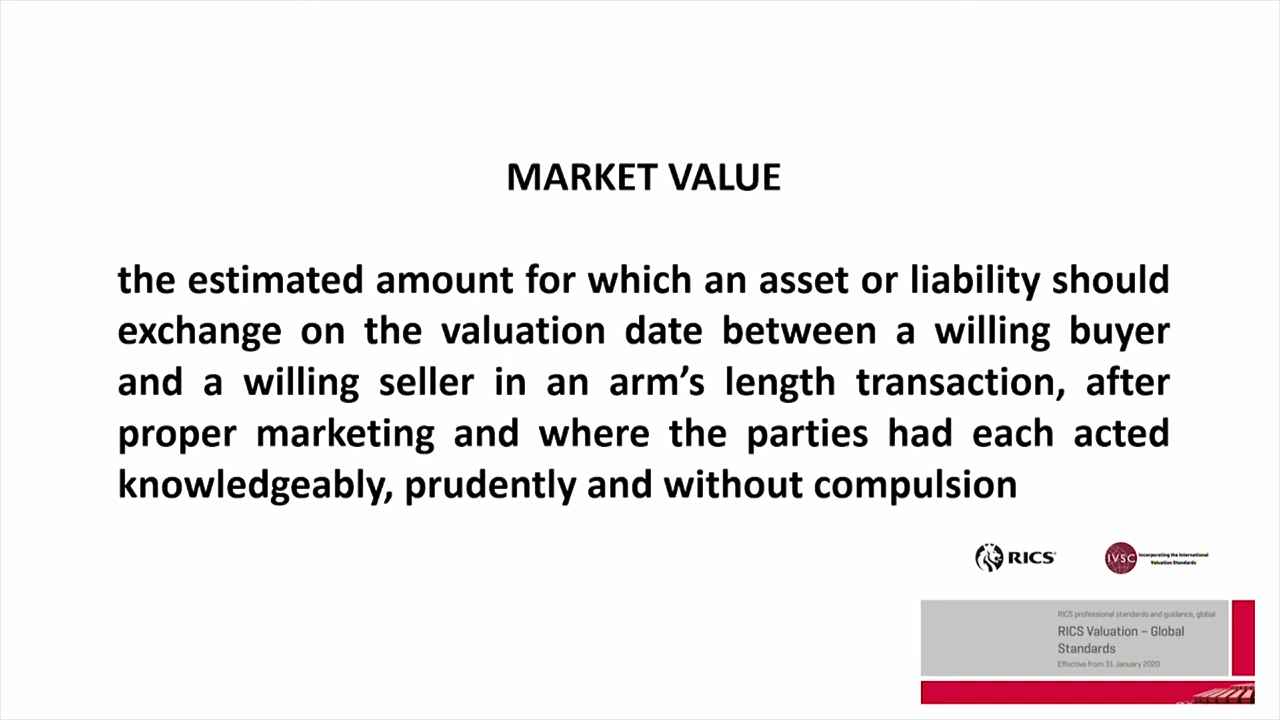 MARKET VALUE
the estimated amount for which an asset or liability should
exchange on the valuation date between a willing buyer
and a willing seller in an arm’s length transaction, after
proper marketing and where the parties had each acted
knowledgeably, prudently and without compulsion
RICS
IVSC
Incorporating the International
Valuation Standards
RICS professional standards and guidance, global
RICS Valuation – Global
Standards
Effective from 31 January 2020